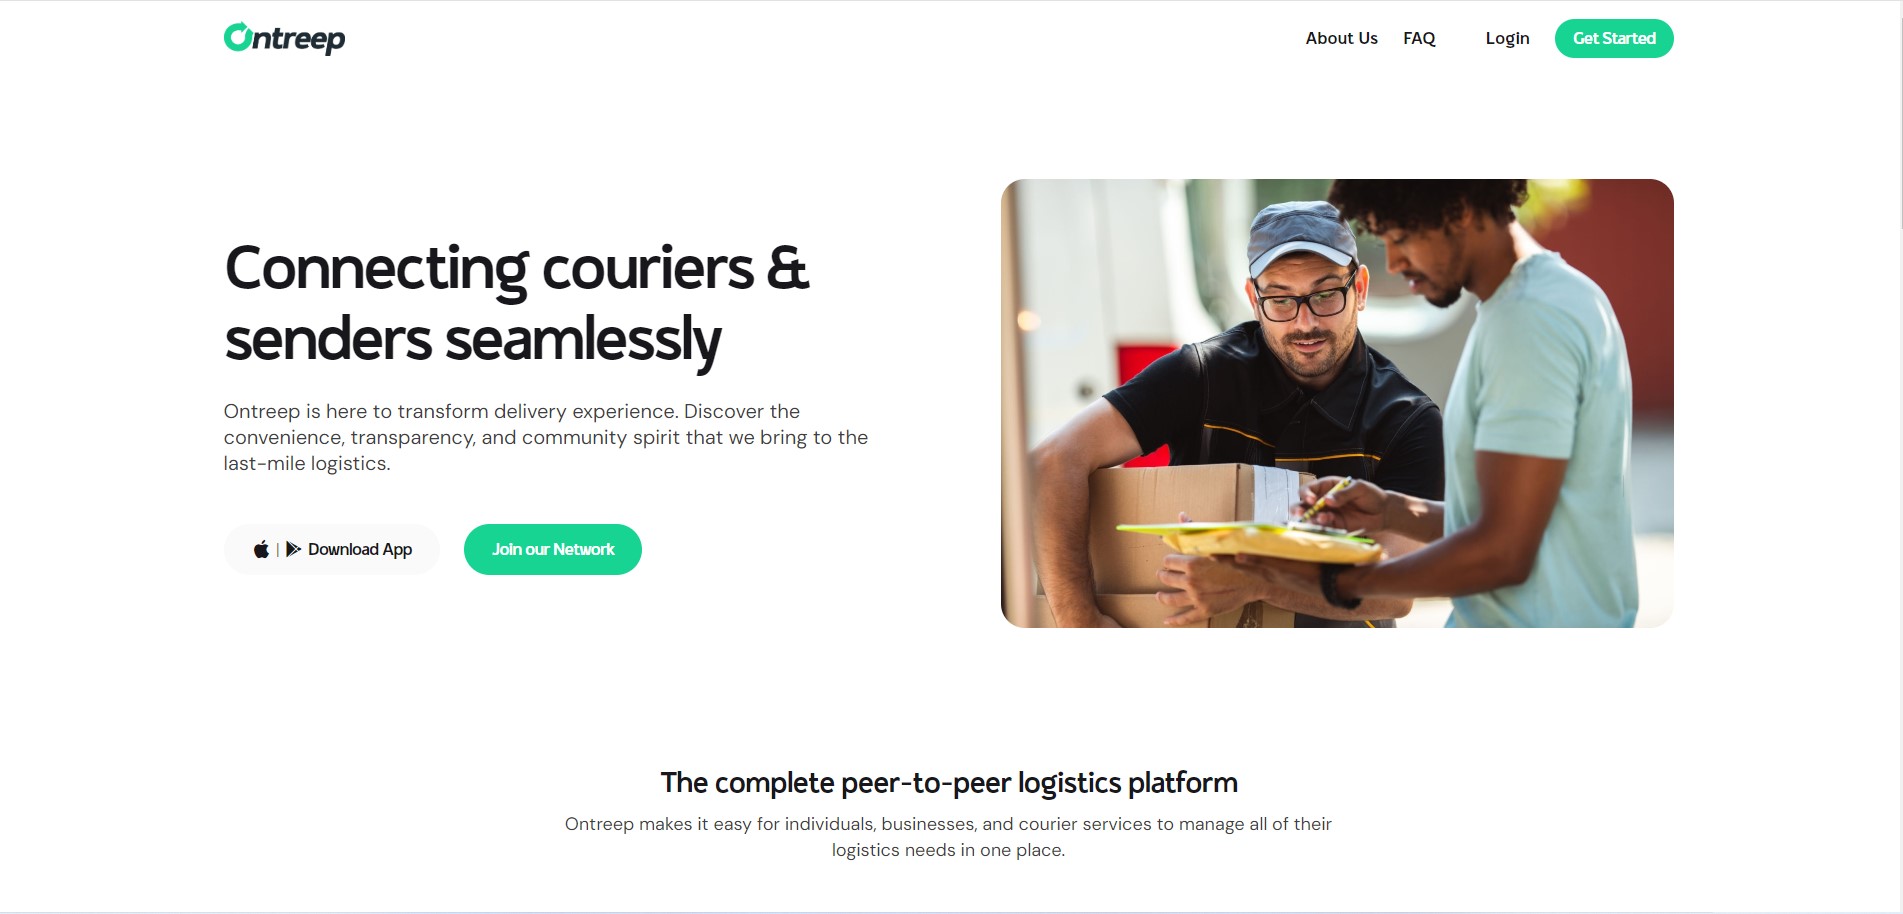 Ontreep
About Us
FAQ
Login
Get Started
Connecting couriers &
senders seamlessly
Ontreep is here to transform delivery experience. Discover the
convenience, transparency, and community spirit that we bring to the
last-mile logistics.
| Download App
Join our Network
The complete peer-to-peer logistics platform
Ontreep makes it easy for individuals, businesses, and courier services to manage all of their
logistics needs in one place.